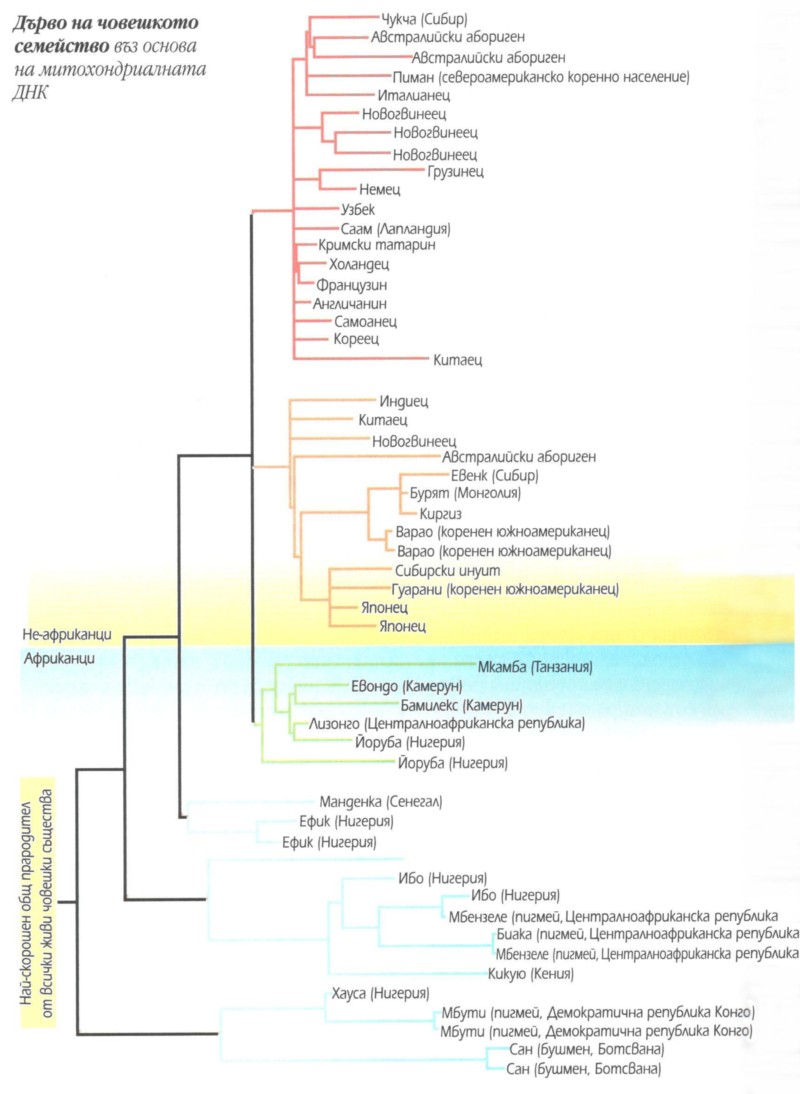 Дърво на човешкото
семейство въз основа
на митохондриалната
ДНК
Чукча (Сибир)
Австралийски абориген
Австралийски абориген
Пиман (североамериканско коренно население)
Италианец
Новогвинеец
Новогвинеец
Новогвинеец
Грузинец
Немец
Узбек
Саам (Лапландия)
Кримски татарин
Холандец
Французин
Англичанин
Самоанец
Кореец
Китаец
Индиец
Китаец
Новогвинеец
Австралийски абориген
Евенк (Сибир)
Бурят (Монголия)
Киргиз
Варао (коренен южноамериканец)
Варао (коренен южноамериканец)
Сибирски инуит
Гуарани (коренен южноамериканец)
Японец
Японец
Не-африканци
Африканци
Мкамба (Танзания)
Евондо (Камерун)
Бамилекс (Камерун)
Лизонго (Централноафриканска република)
Йоруба (Нигерия)
Йоруба (Нигерия)
Манденка (Сенегал)
Ефик (Нигерия)
Ефик (Нигерия)
Ибо (Нигерия)
Ибо (Нигерия)
Мбензеле (пигмей, Централноафриканска република
Биака (пигмей, Централноафриканска република
Мбензеле (пигмей, Централноафриканска република
Кикую (Кения)
Хауса (Нигерия)
Мбути (пигмей, Демократична република Конго)
Мбути (пигмей, Демократична република Конго)
Сан (бушмен, Ботсвана)
Сан (бушмен, Ботсвана)
Най-скорошен общ прародител
от всички живи човешки същества